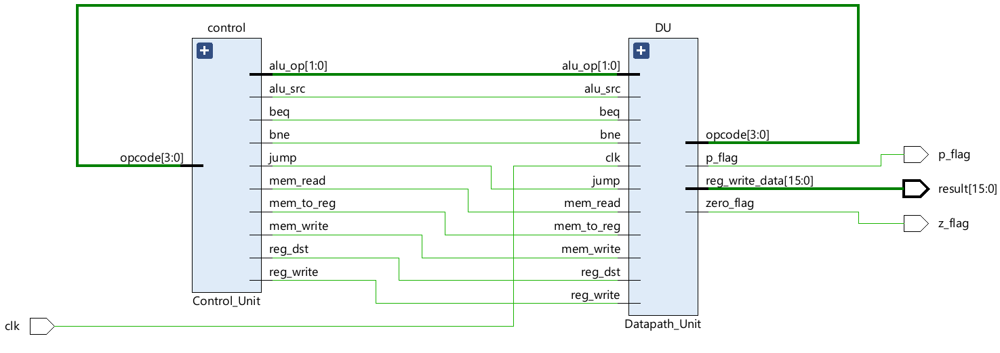 control
DU
alu_op[1:0]
alu_op[1:0]
alu_src
alu_src
beq
beq
bne
bne
opcode[3:0]
opcode[3:0]
jump
clk
p_flag
p_flag
mem_read
jump
reg_write_data[15:0]
result[15:0]
mem_to_reg
mem_read
zero_flag
z_flag
mem_write
mem_to_reg
reg_dst
mem_write
reg_write
reg_dst
reg_write
Control_Unit
Datapath_Unit
clk